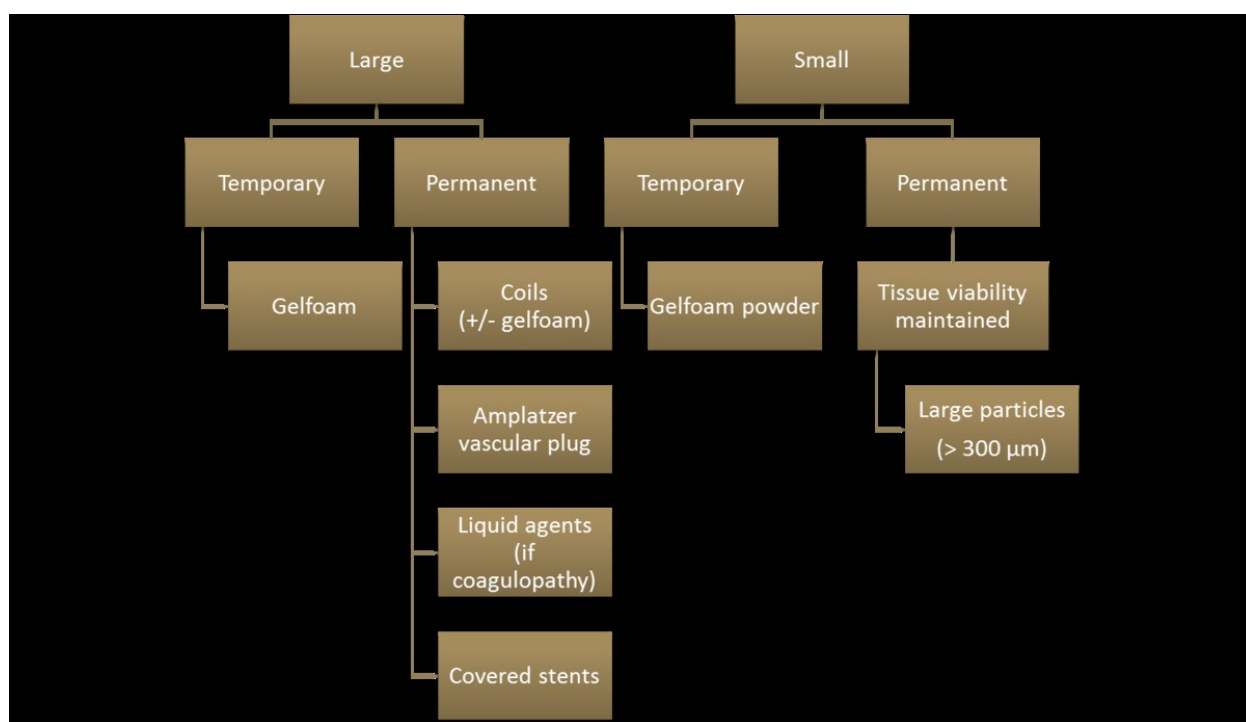 Large
Small
Temporary
Permanent
Temporary
Permanent
Gelfoam
Coils
(+/- gelfoam)
Gelfoam powder
Tissue viability
maintained
Amplatzer
vascular plug
Large particles
(> 300 µm)
Liquid agents
(if
coagulopathy)
Covered stents